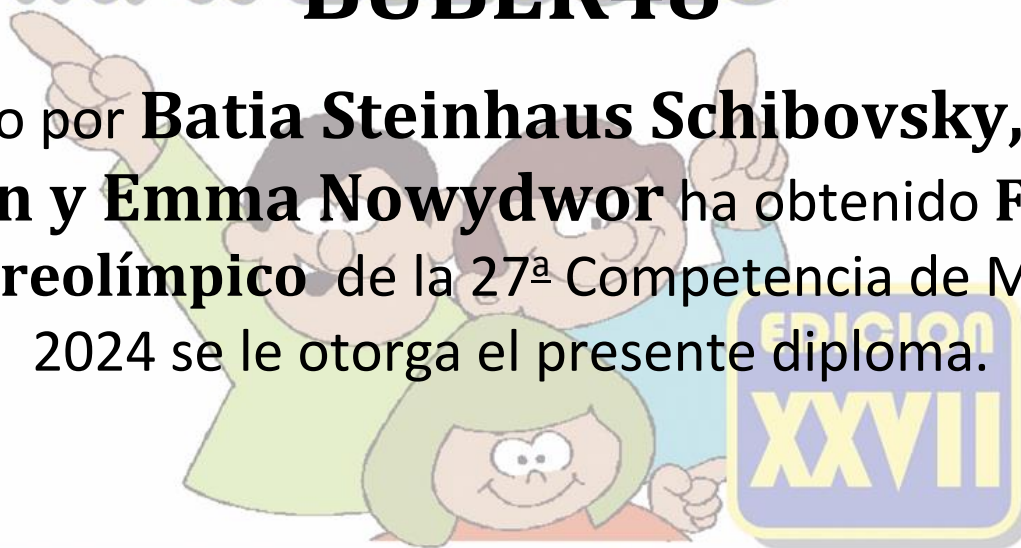 o por Batia Steinhaus Schibovsky,
n y Emma Nowydwor ha obtenido F
reolímpico de la 27ª Competencia de M
2024 se le otorga el presente diploma.
EDICION
XXVII